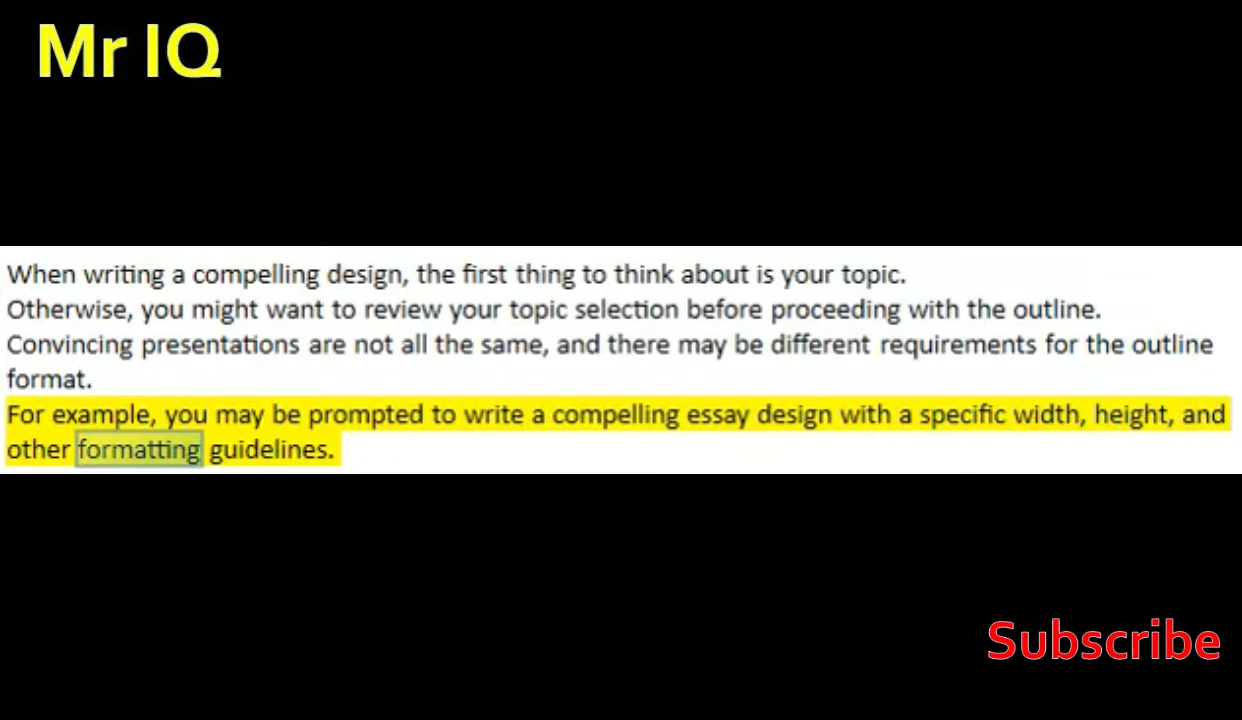 Mr IQ
When writing a compelling design, the first thing to think about is your topic.
Otherwise, you might want to review your topic selection before proceeding with the outline.
Convincing presentations are not all the same, and there may be different requirements for the outline
format.
For example, you may be prompted to write a compelling essay design with a specific width, height, and
other formatting guidelines.
Subscribe